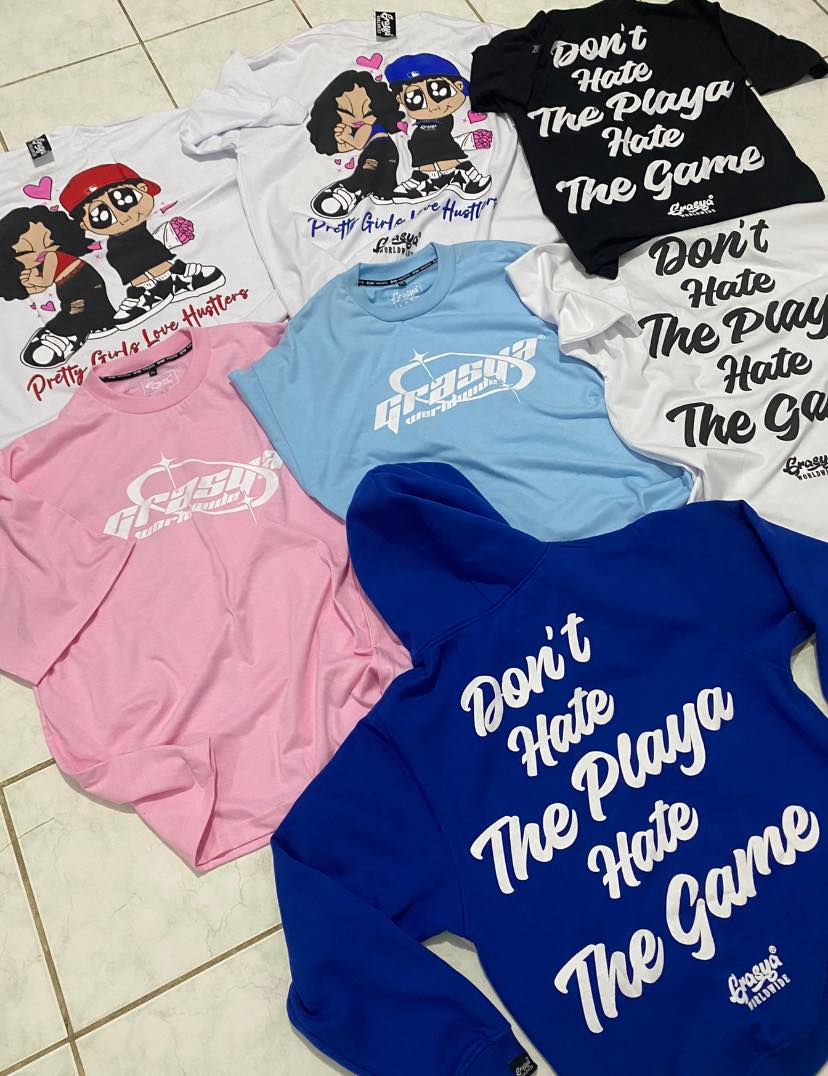 Grasya
Pretty Girls Love Hustlers
Grasya
WORLDWIDE
Don't
Hate
The Playa
Hate
The Game
Grasya
WORLDWIDE
Pretty Girls Love Hustlers
Grasya
worldwide
Grasya
worldwide
Don't
Hate
The Play
Hate
The Ga
Grasya
WORLDW
Don't
Hate
The Playa
Hate
The Game
Grasya®
WORLDWIDE